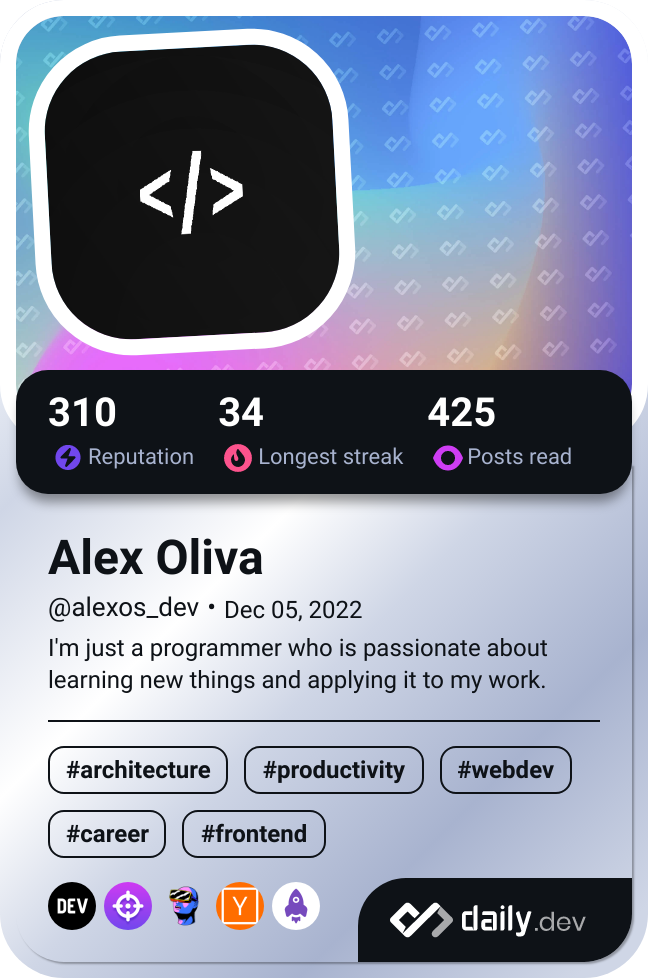 </>
310 34 425
Reputation Longest streak Posts read
Alex Oliva
@alexos_dev • Dec 05, 2022
I'm just a programmer who is passionate about
learning new things and applying it to my work.
#architecture #productivity #webdev
#career #frontend
DEV Y daily.dev